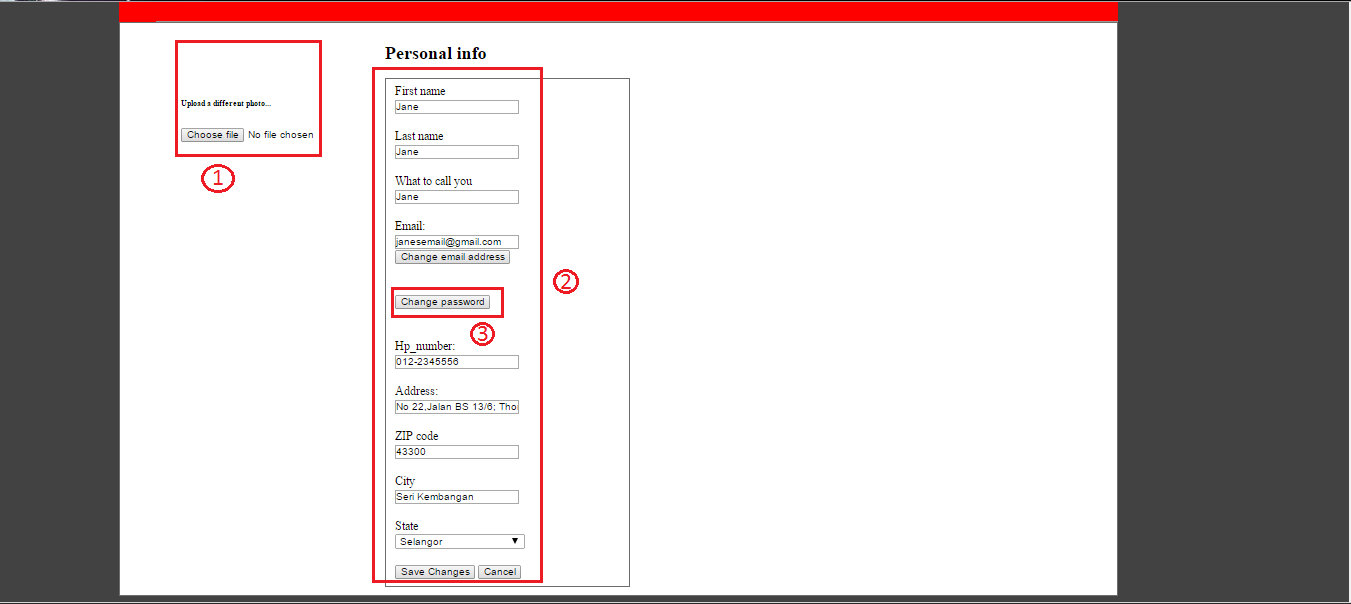 Upload a different photo...
Choose file No file chosen
1
Personal info
First name
Jane
Last name
Jane
What to call you
Jane
Email:
janesemail@gmail.com
Change email address
2
Change password
3
Hp_number:
012-2345556
Address:
No 22,Jalan BS 13/6; Tho
ZIP code
43300
City
Seri Kembangan
State
Selangor
Save Changes Cancel